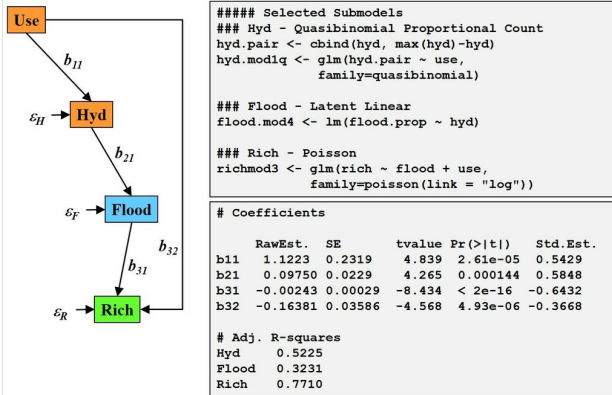 Use
b11
εH
Hyd
b21
εF
Flood
b31
b32
εR
Rich
##### Selected Submodels
### Hyd - Quasibinomial Proportional Count
hyd.pair <- cbind(hyd, max(hyd)-hyd)
hyd.mod1q <- glm(hyd.pair ~ use,
family=quasibinomial)
### Flood - Latent Linear
flood.mod4 <- lm(flood.prop ~ hyd)
### Rich - Poisson
richmod3 <- glm(rich ~ flood + use,
family=poisson(link = "log"))
# Coefficients
RawEst. SE tvalue Pr(>|t|) Std.Est.
b11 1.1223 0.2319 4.839 2.61e-05 0.5429
b21 0.09750 0.0229 4.265 0.000144 0.5848
b31 -0.00243 0.00029 -8.434 < 2e-16 -0.6432
b32 -0.16381 0.03586 -4.568 4.93e-06 -0.3668
# Adj. R-squares
Hyd 0.5225
Flood 0.3231
Rich 0.7710